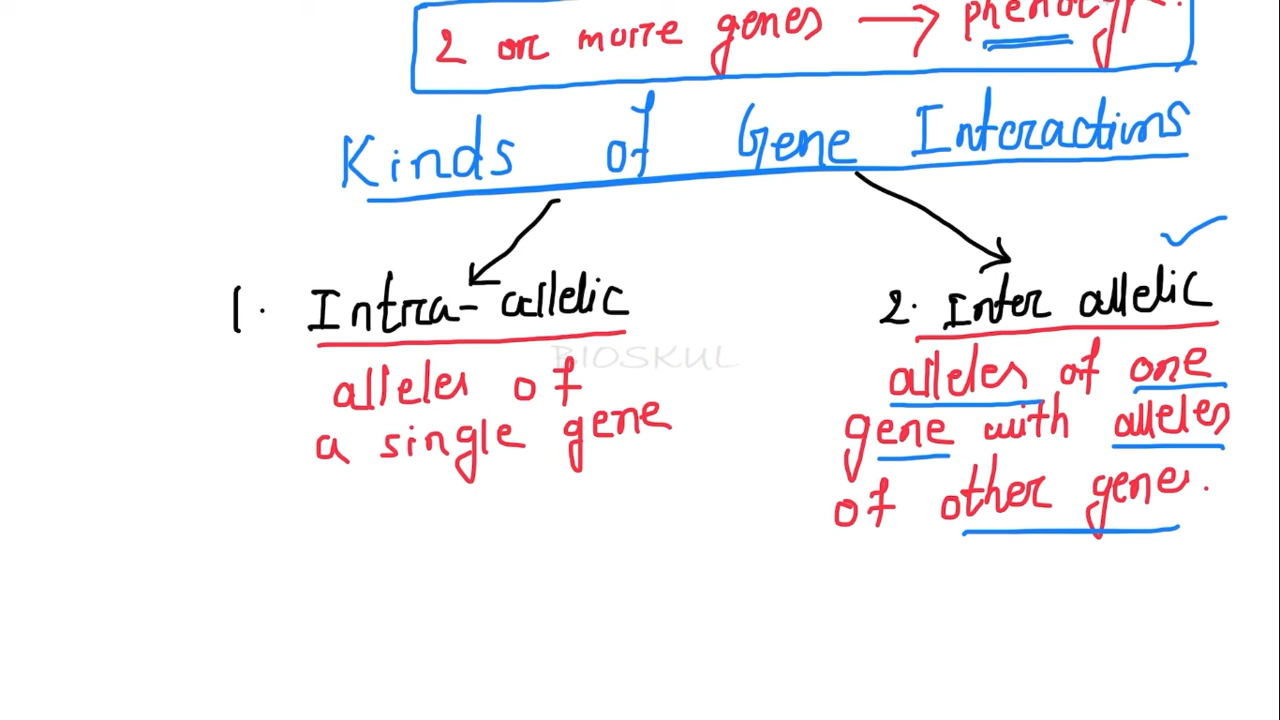 2 or more genes → phenotype.
Kinds of Gene Interactions
1. Intra-allelic
alleles of
a single gene
2. Inter allelic
alleles of one
gene with alleles
of other gene.
BIOSKUL